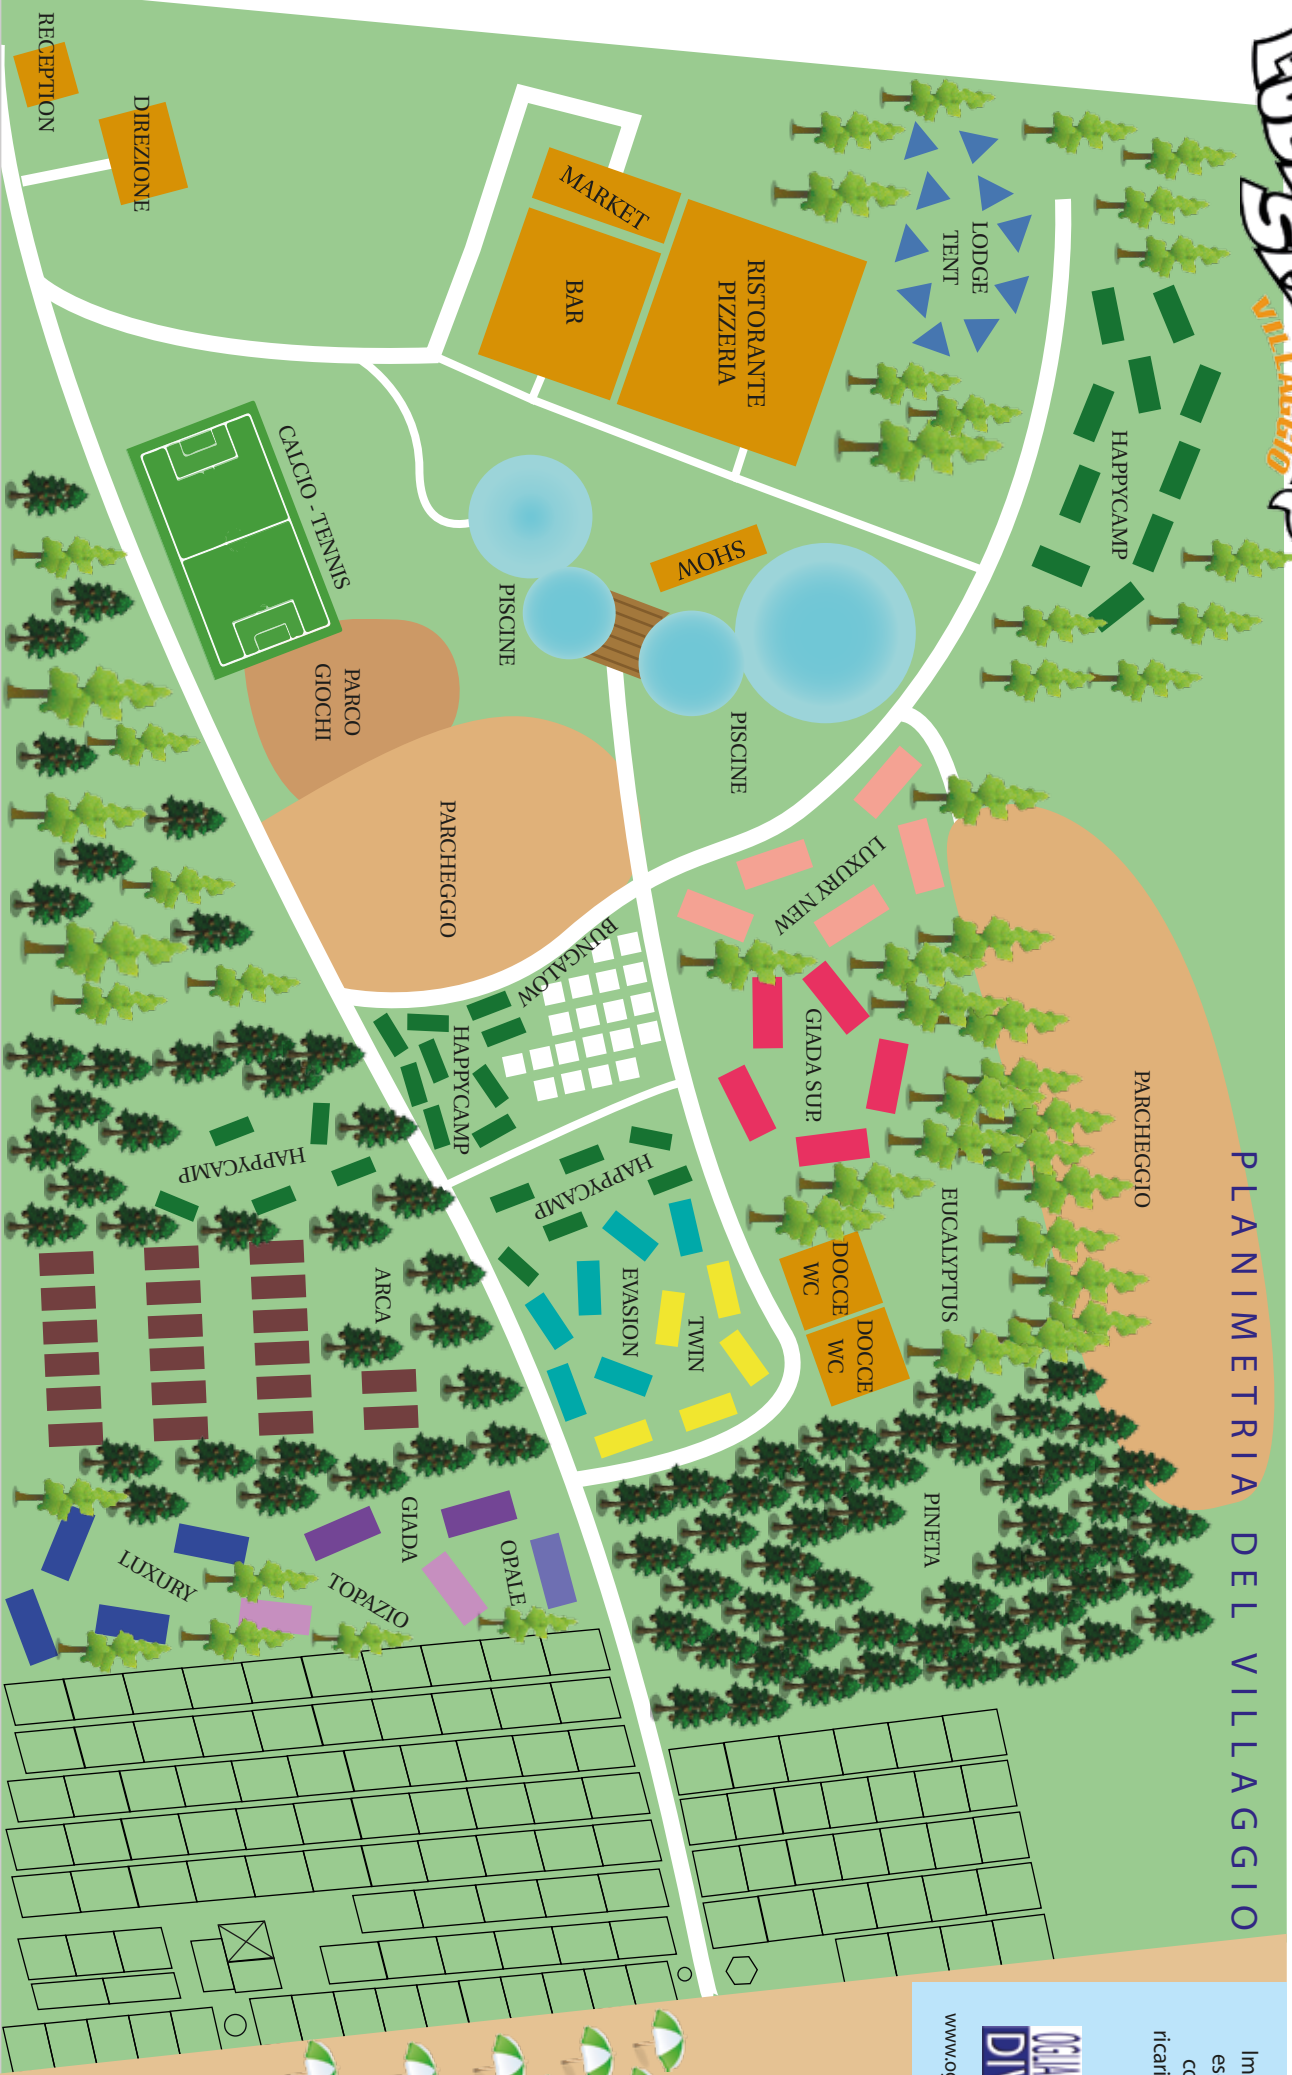 PLANIMETRIA DEL VILLAGGIO
VILLAGGIO
RECEPTION
DIREZIONE
MARKET
BAR
RISTORANTE
PIZZERIA
LODGE
TENT
HAPPYCAMP
CALCIO - TENNIS
PARCO
GIOCHI
PISCINE
SHOW
PISCINE
PARCHEGGIO
LUXURY NEW
PARCHEGGIO
BUNGALOW
HAPPYCAMP
GIADA SUP.
HAPPYCAMP
HAPPYCAMP
EUCALYPTUS
DOCCE
WC
DOCCE
WC
EVASION
TWIN
ARCA
PINETA
GIADA
OPALE
TOPAZIO
LUXURY